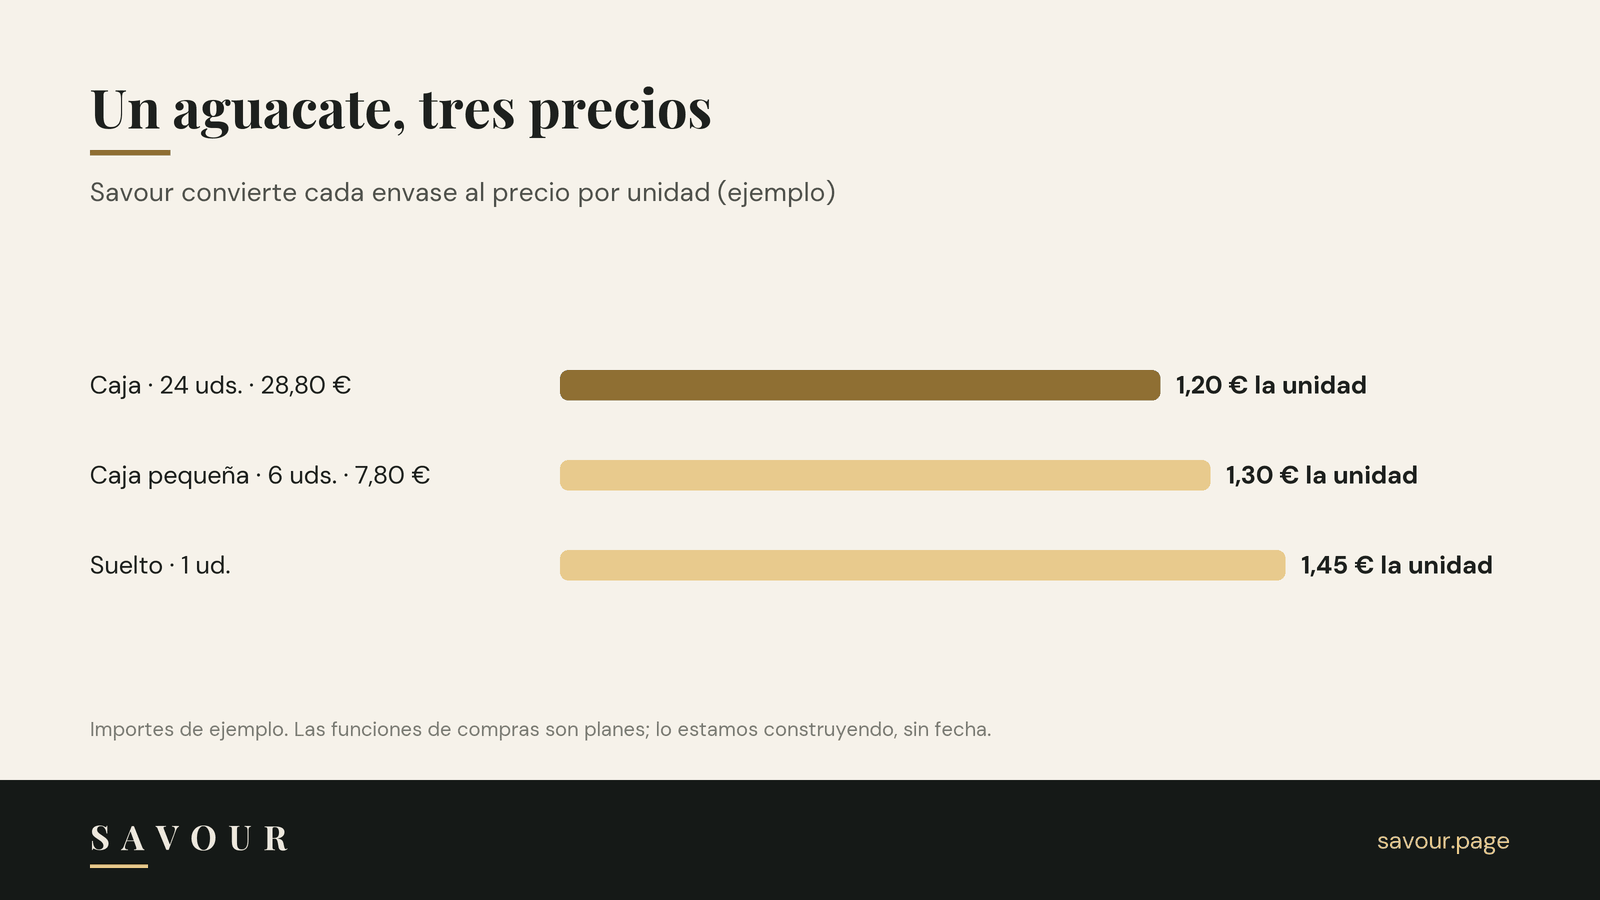 Un aguacate, tres precios
Savour convierte cada envase al precio por unidad (ejemplo)
Caja · 24 uds. · 28,80 € 1,20 € la unidad
Caja pequeña · 6 uds. · 7,80 € 1,30 € la unidad
Suelto · 1 ud. 1,45 € la unidad
Importes de ejemplo. Las funciones de compras son planes; lo estamos construyendo, sin fecha.
SAVOUR savour.page